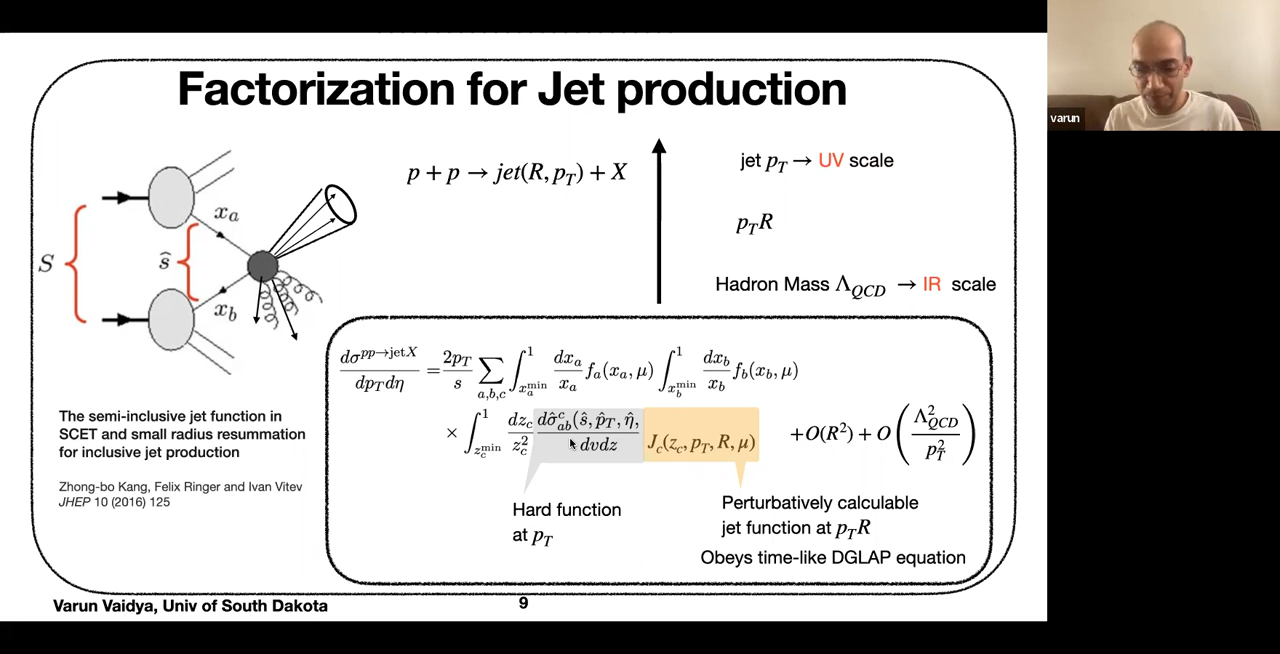 Factorization for Jet production
p + p → jet(R, p_T) + X
jet p_T → UV scale
p_T R
Hadron Mass Λ_QCD → IR scale
S
ŝ
x_a
x_b
dσ^{pp→jetX} / dp_T dη = 2p_T / s ∑_{a,b,c} ∫_{x_a^min}^1 dx_a / x_a f_a(x_a, μ) ∫_{x_b^min}^1 dx_b / x_b f_b(x_b, μ)
× ∫_{z_c^min}^1 dz_c / z_c^2 dσ̂_{ab}^c(ŝ, p̂_T, η̂, / dvdz J_c(z_c, p_T, R, μ) +O(R^2) + O(Λ_QCD^2 / p_T^2)
Hard function
at p_T
Perturbatively calculable
jet function at p_T R
Obeys time-like DGLAP equation
The semi-inclusive jet function in
SCET and small radius resummation
for inclusive jet production
Zhong-bo Kang, Felix Ringer and Ivan Vitev
JHEP 10 (2016) 125
Varun Vaidya, Univ of South Dakota
9
varun